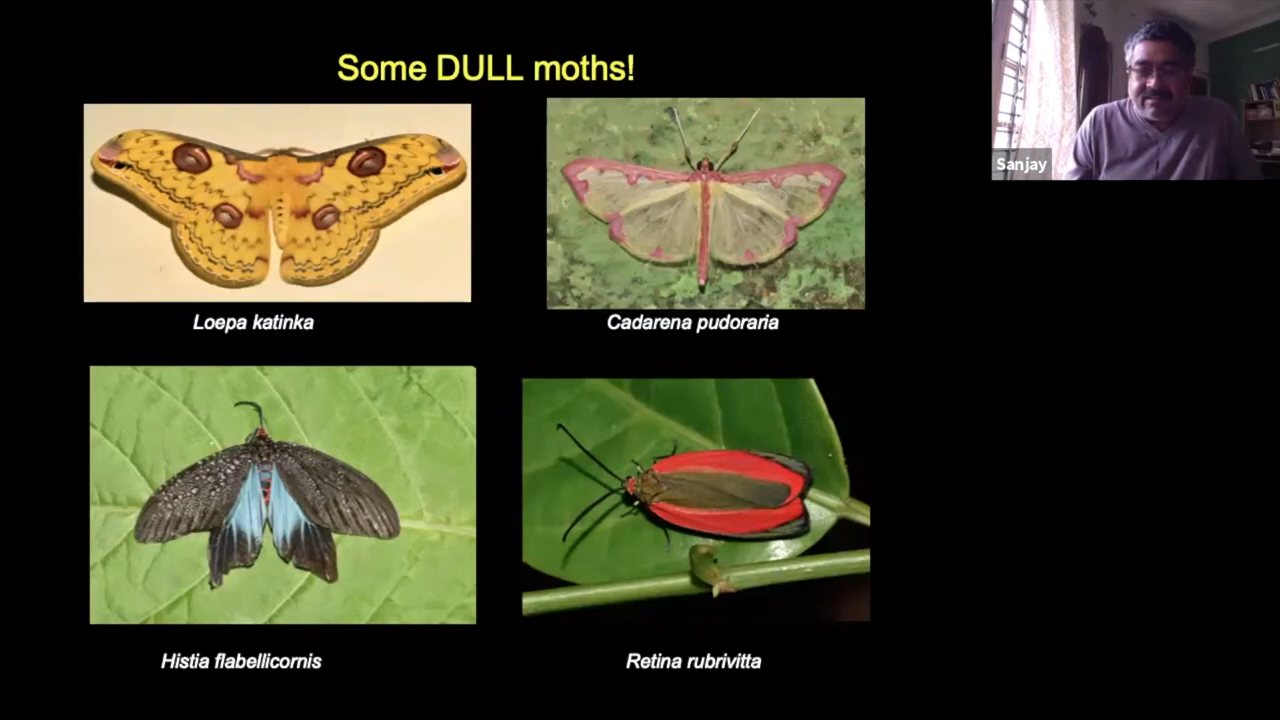 Some DULL moths!
Sanjay
Loepa katinka
Cadarena pudoraria
Histia flabellicornis
Retina rubrivitta